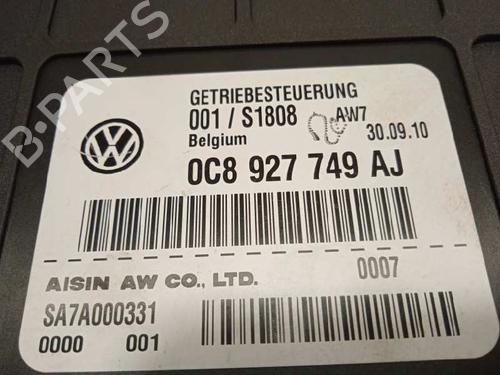 GETRIEBESTEUERUNG
001 / S1808 AW7
Belgium 30.09.10
0C8 927 749 AJ
AISIN AW CO., LTD. 0007
SA7A000331
0000 001
B-PARTS